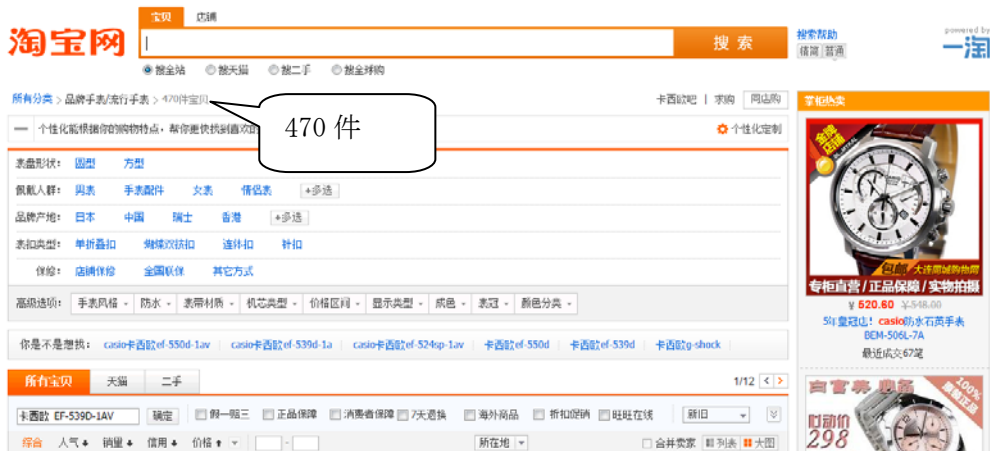 宝贝 店铺
淘宝网
搜 索
搜索帮助
精简 普通
powered by
一淘
搜全站 搜天猫 搜二手 搜全球购
所有分类 > 品牌手表/流行手表 > 470件宝贝
卡西欧吧 | 求购 网店购
掌柜热卖
470 件
个性化能根据你的购物特点，帮你更快找到喜欢的
个性化定制
表盘形状： 圆型 方型
佩戴人群： 男表 手表配件 女表 情侣表 +多选
品牌产地： 日本 中国 瑞士 香港 +多选
表扣类型： 单折叠扣 蝴蝶双按扣 连体扣 针扣
保修： 店铺保修 全国联保 其它方式
高级选项： 手表风格 防水 表带材质 机芯类型 价格区间 显示类型 成色 表冠 颜色分类
你是不是想找： casio卡西欧ef-550d-1av casio卡西欧ef-539d-1a casio卡西欧ef-524sp-1av 卡西欧ef-550d 卡西欧ef-539d 卡西欧g-shock
所有宝贝 天猫 二手
1/12 < >
卡西欧 EF-539D-1AV 确定 假一赔三 正品保障 消费者保障 7天退换 海外商品 折扣促销 旺旺在线 新旧
综合 人气 销量 信用 价格 - 所在地 合并卖家 列表 大图
金牌
店铺
包邮 大连商城购物网
专柜直营/正品保障/实物拍摄
¥ 520.60 ¥548.00
5年皇冠店！casio防水石英手表
BEM-506L-7A
最近成交67笔
100%
298